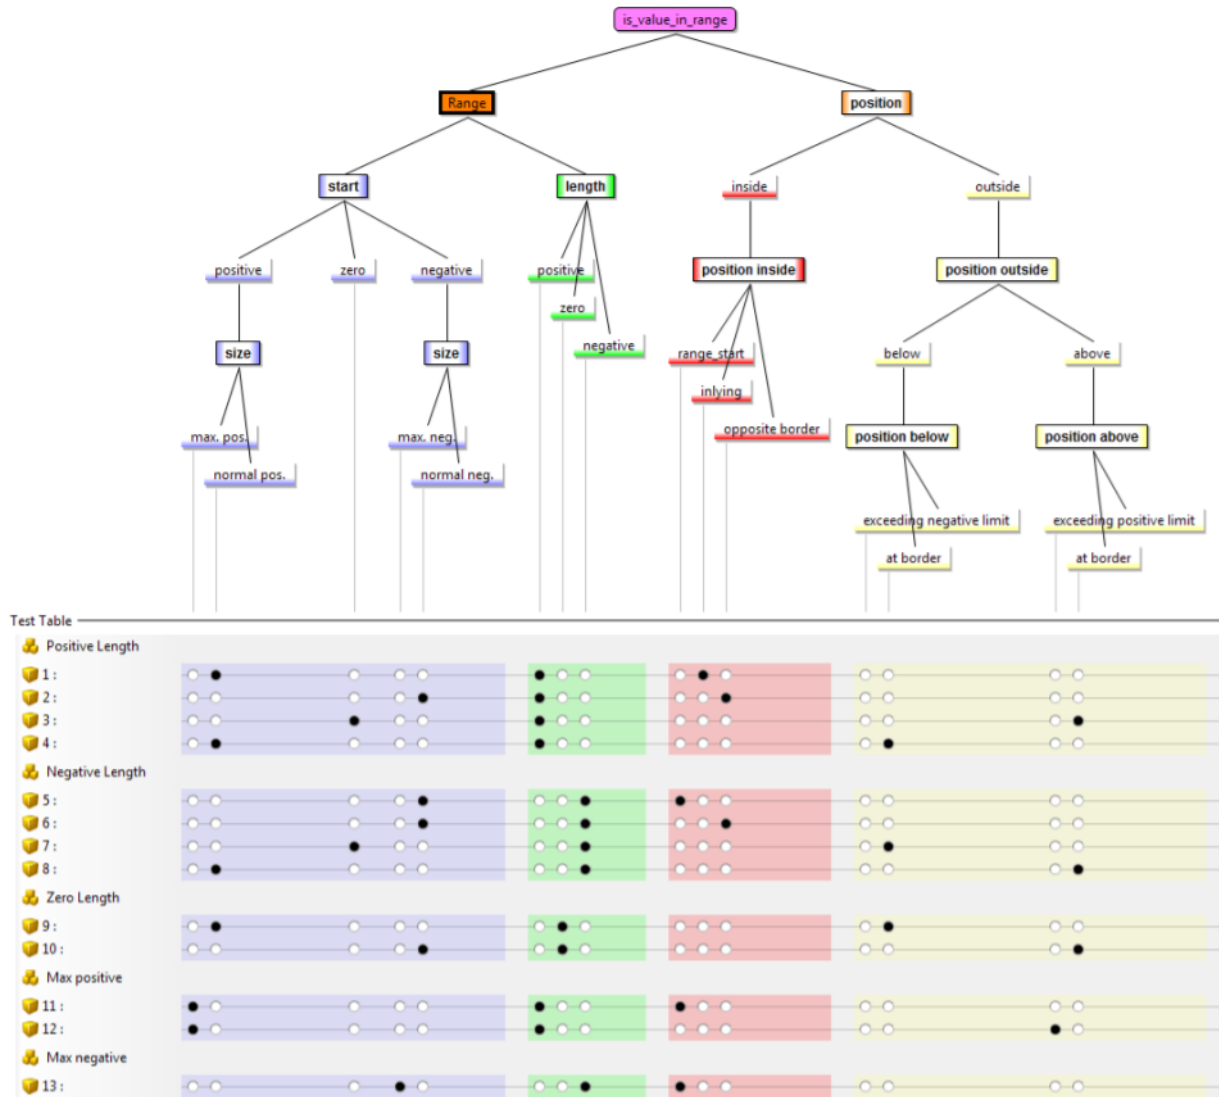 is_value_in_range
Range
position
start
length
inside
outside
positive
zero
negative
positive
position inside
position outside
zero
negative
size
size
range_start
below
above
inlying
max. pos.
max. neg.
opposite border
position below
position above
normal pos.
normal neg.
exceeding negative limit
exceeding positive limit
at border
at border
Test Table
Positive Length
1 :
2 :
3 :
4 :
Negative Length
5 :
6 :
7 :
8 :
Zero Length
9 :
10 :
Max positive
11 :
12 :
Max negative
13 :